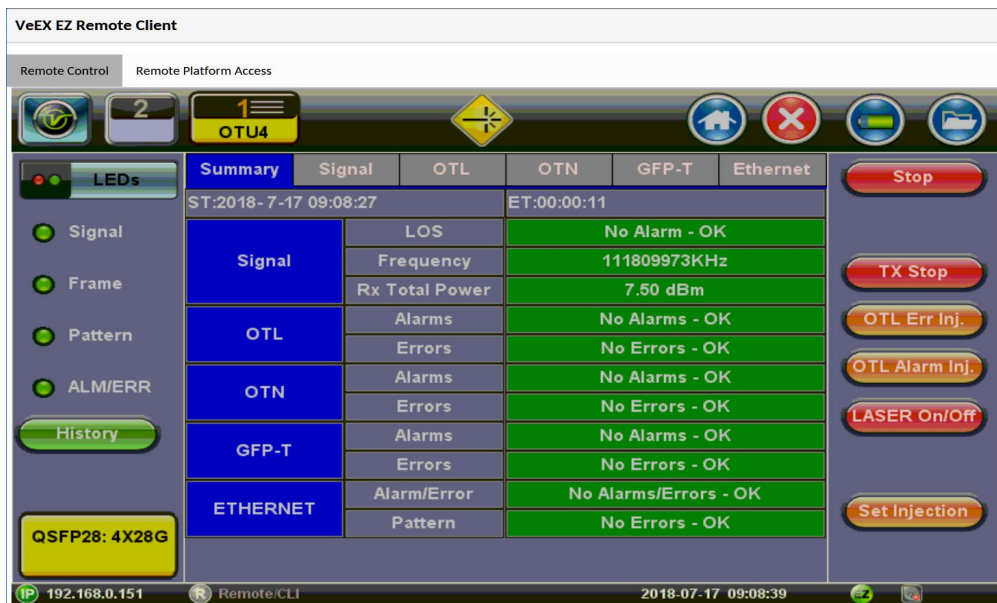 VeEX EZ Remote Client
Remote Control Remote Platform Access
2 1 OTU4
LEDs Summary Signal OTL OTN GFP-T Ethernet Stop
ST:2018- 7-17 09:08:27 ET:00:00:11
Signal Signal LOS No Alarm - OK
Frequency 111809973KHz TX Stop
Frame Rx Total Power 7.50 dBm
Pattern OTL Alarms No Alarms - OK OTL Err Inj.
Errors No Errors - OK
ALM/ERR OTN Alarms No Alarms - OK OTL Alarm Inj.
Errors No Errors - OK LASER On/Off
History GFP-T Alarms No Alarms - OK
Errors No Errors - OK
ETHERNET Alarm/Error No Alarms/Errors - OK Set Injection
Pattern No Errors - OK
QSFP28: 4X28G
IP 192.168.0.151 R Remote/CLI 2018-07-17 09:08:39 EZ